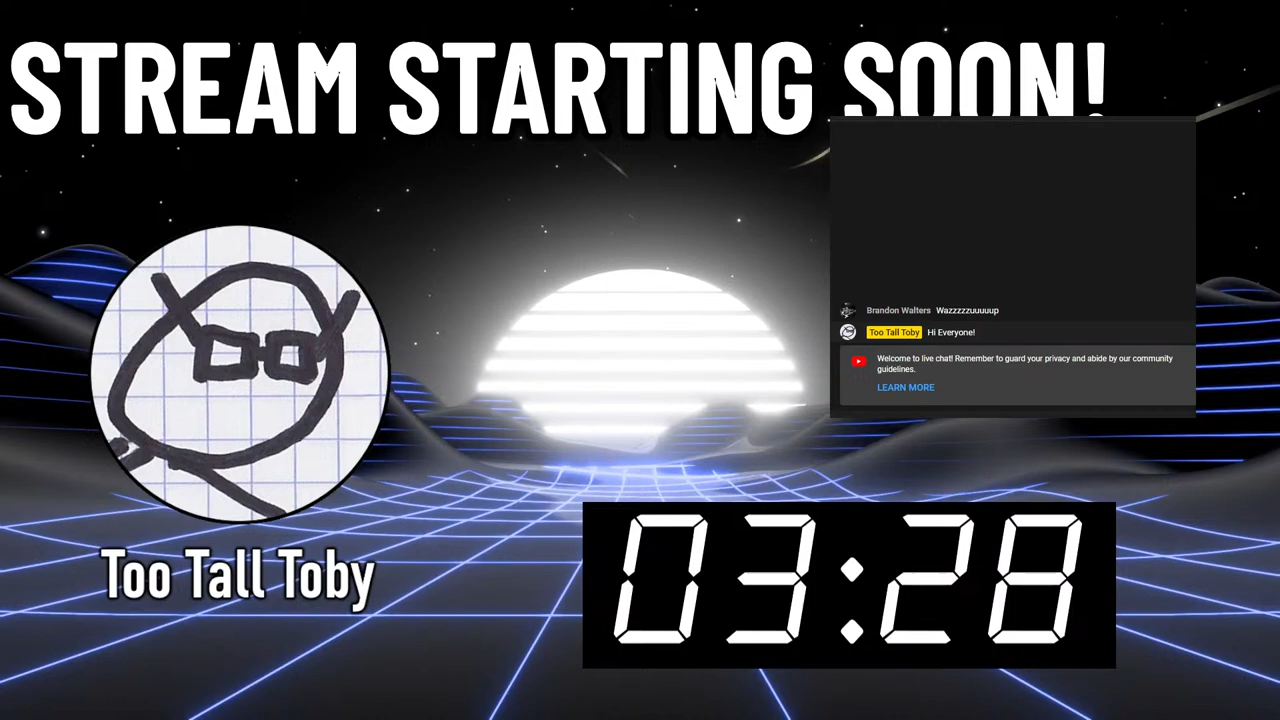 STREAM STARTING SOON!
Brandon Walters Wazzzzzuuuuup
Too Tall Toby Hi Everyone!
Welcome to live chat! Remember to guard your privacy and abide by our community
guidelines.
LEARN MORE
Too Tall Toby
03:28